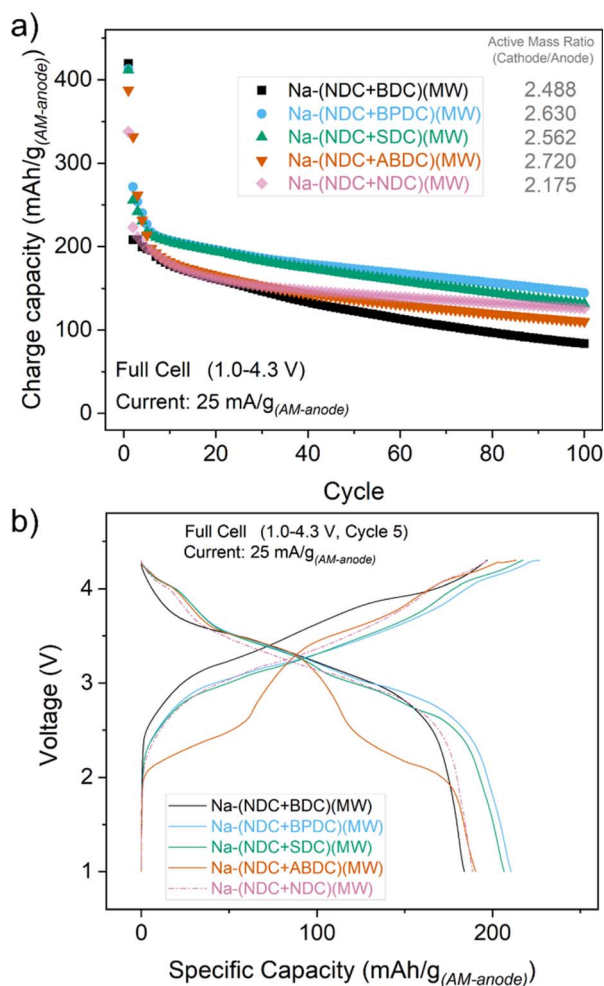 a)
Active Mass Ratio
(Cathode/Anode)
Na-(NDC+BDC)(MW) 2.488
Na-(NDC+BPDC)(MW) 2.630
Na-(NDC+SDC)(MW) 2.562
Na-(NDC+ABDC)(MW) 2.720
Na-(NDC+NDC)(MW) 2.175
Charge capacity (mAh/g(AM-anode))
400
300
200
100
0
Full Cell (1.0-4.3 V)
Current: 25 mA/g(AM-anode)
0 20 40 60 80 100
Cycle
b)
Full Cell (1.0-4.3 V, Cycle 5)
Current: 25 mA/g(AM-anode)
Voltage (V)
4
3
2
1
Na-(NDC+BDC)(MW)
Na-(NDC+BPDC)(MW)
Na-(NDC+SDC)(MW)
Na-(NDC+ABDC)(MW)
Na-(NDC+NDC)(MW)
0 100 200
Specific Capacity (mAh/g(AM-anode))